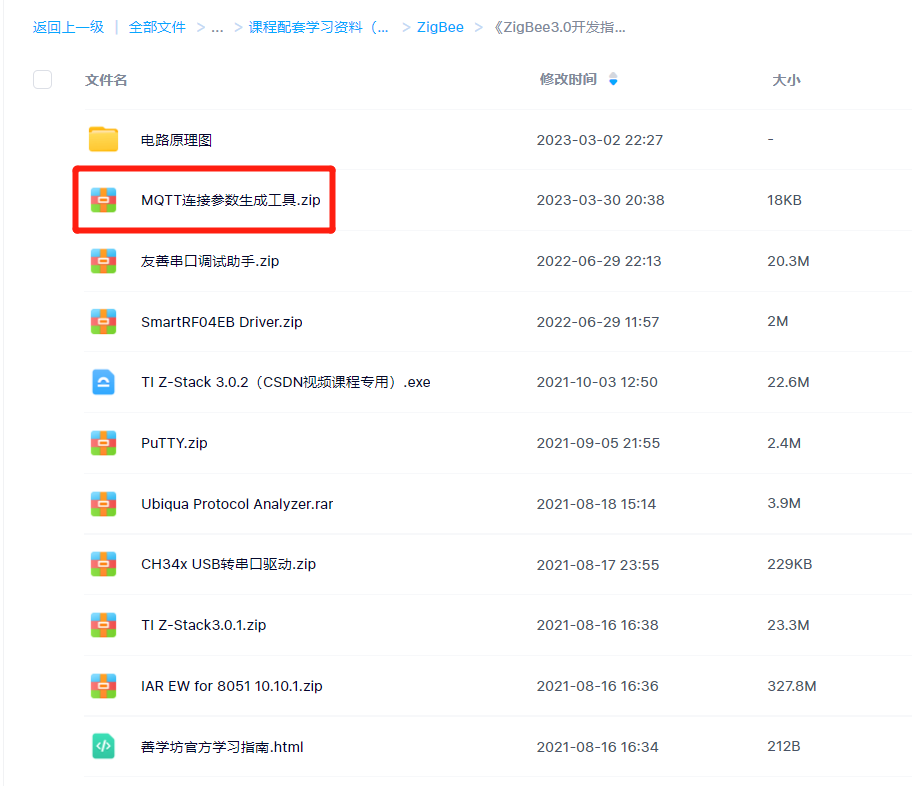 返回上一级 | 全部文件 > ... > 课程配套学习资料（... > ZigBee > 《ZigBee3.0开发指...
文件名 修改时间 大小
电路原理图 2023-03-02 22:27 -
MQTT连接参数生成工具.zip 2023-03-30 20:38 18KB
友善串口调试助手.zip 2022-06-29 22:13 20.3M
SmartRF04EB Driver.zip 2022-06-29 11:57 2M
TI Z-Stack 3.0.2（CSDN视频课程专用）.exe 2021-10-03 12:50 22.6M
PuTTY.zip 2021-09-05 21:55 2.4M
Ubiqua Protocol Analyzer.rar 2021-08-18 15:14 3.9M
CH34x USB转串口驱动.zip 2021-08-17 23:55 229KB
TI Z-Stack3.0.1.zip 2021-08-16 16:38 23.3M
IAR EW for 8051 10.10.1.zip 2021-08-16 16:36 327.8M
善学坊官方学习指南.html 2021-08-16 16:34 212B